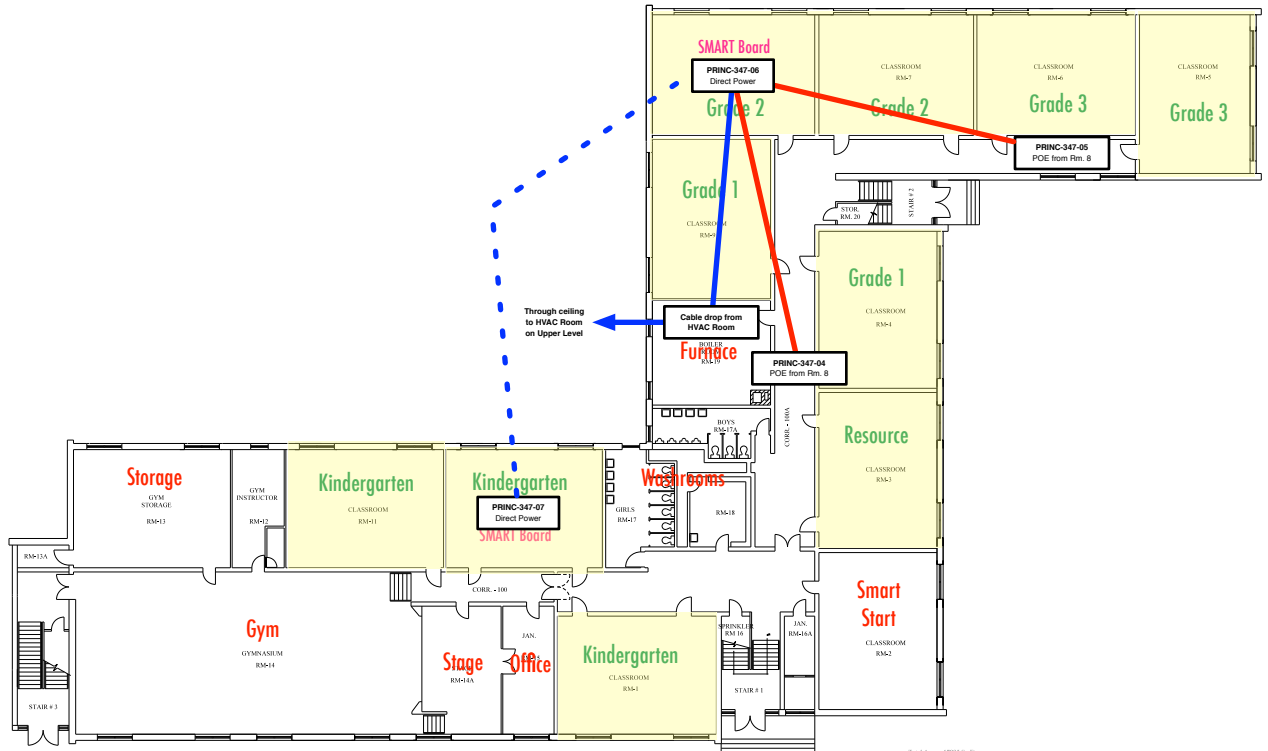 SMART Board
PRINC-347-06
Direct Power
Grade 2
CLASSROOM
RM-7
Grade 2
CLASSROOM
RM-6
Grade 3
CLASSROOM
RM-5
Grade 3
PRINC-347-05
POE from Rm. 8
Grade 1
CLASSROOM
RM-9
STOR.
RM. 20
STAIR # 2
Grade 1
CLASSROOM
RM-4
Through ceiling
to HVAC Room
on Upper Level
Cable drop from
HVAC Room
BOILER
Furnace
RM-19
PRINC-347-04
POE from Rm. 8
CORR. - 100A
BOYS
RM-17A
Resource
CLASSROOM
RM-3
Storage
GYM
STORAGE
RM-13
GYM
INSTRUCTOR
RM-12
Kindergarten
CLASSROOM
RM-11
Kindergarten
PRINC-347-07
Direct Power
SMART Board
Washrooms
GIRLS
RM-17
RM-18
RM-13A
CORR. - 100
Gym
GYMNASIUM
RM-14
Stage
RM-14A
JAN.
Office
Kindergarten
CLASSROOM
RM-1
SPRINKLER
RM 16
JAN.
RM-16A
Smart
Start
CLASSROOM
RM-2
STAIR # 3
STAIR # 1